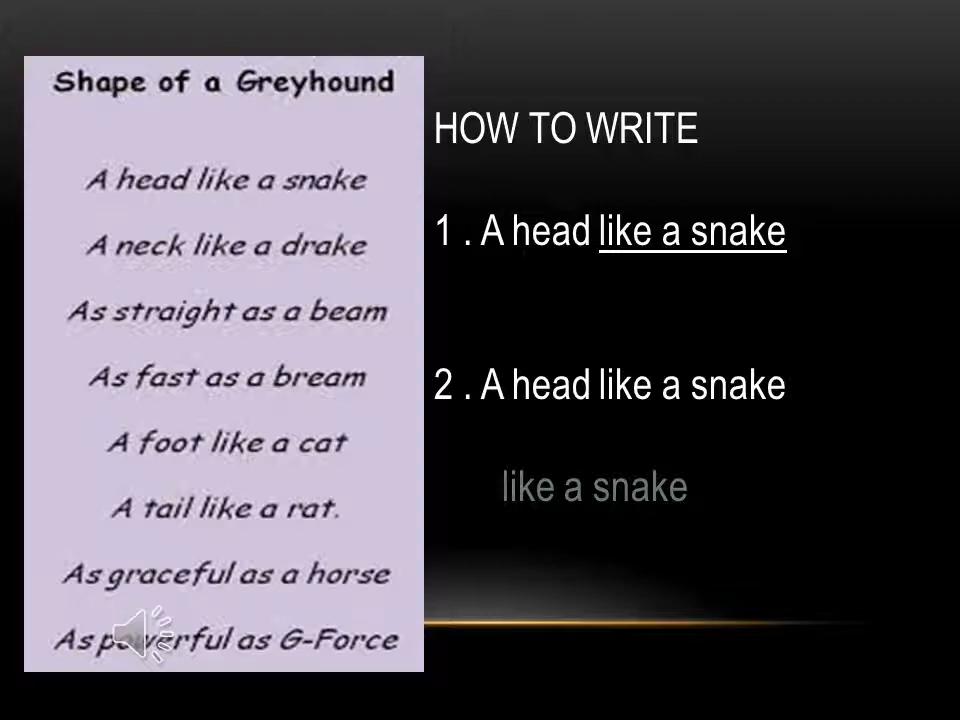 Shape of a Greyhound
A head like a snake
A neck like a drake
As straight as a beam
As fast as a bream
A foot like a cat
A tail like a rat.
As graceful as a horse
As powerful as G-Force
HOW TO WRITE
1 . A head like a snake
2 . A head like a snake
like a snake